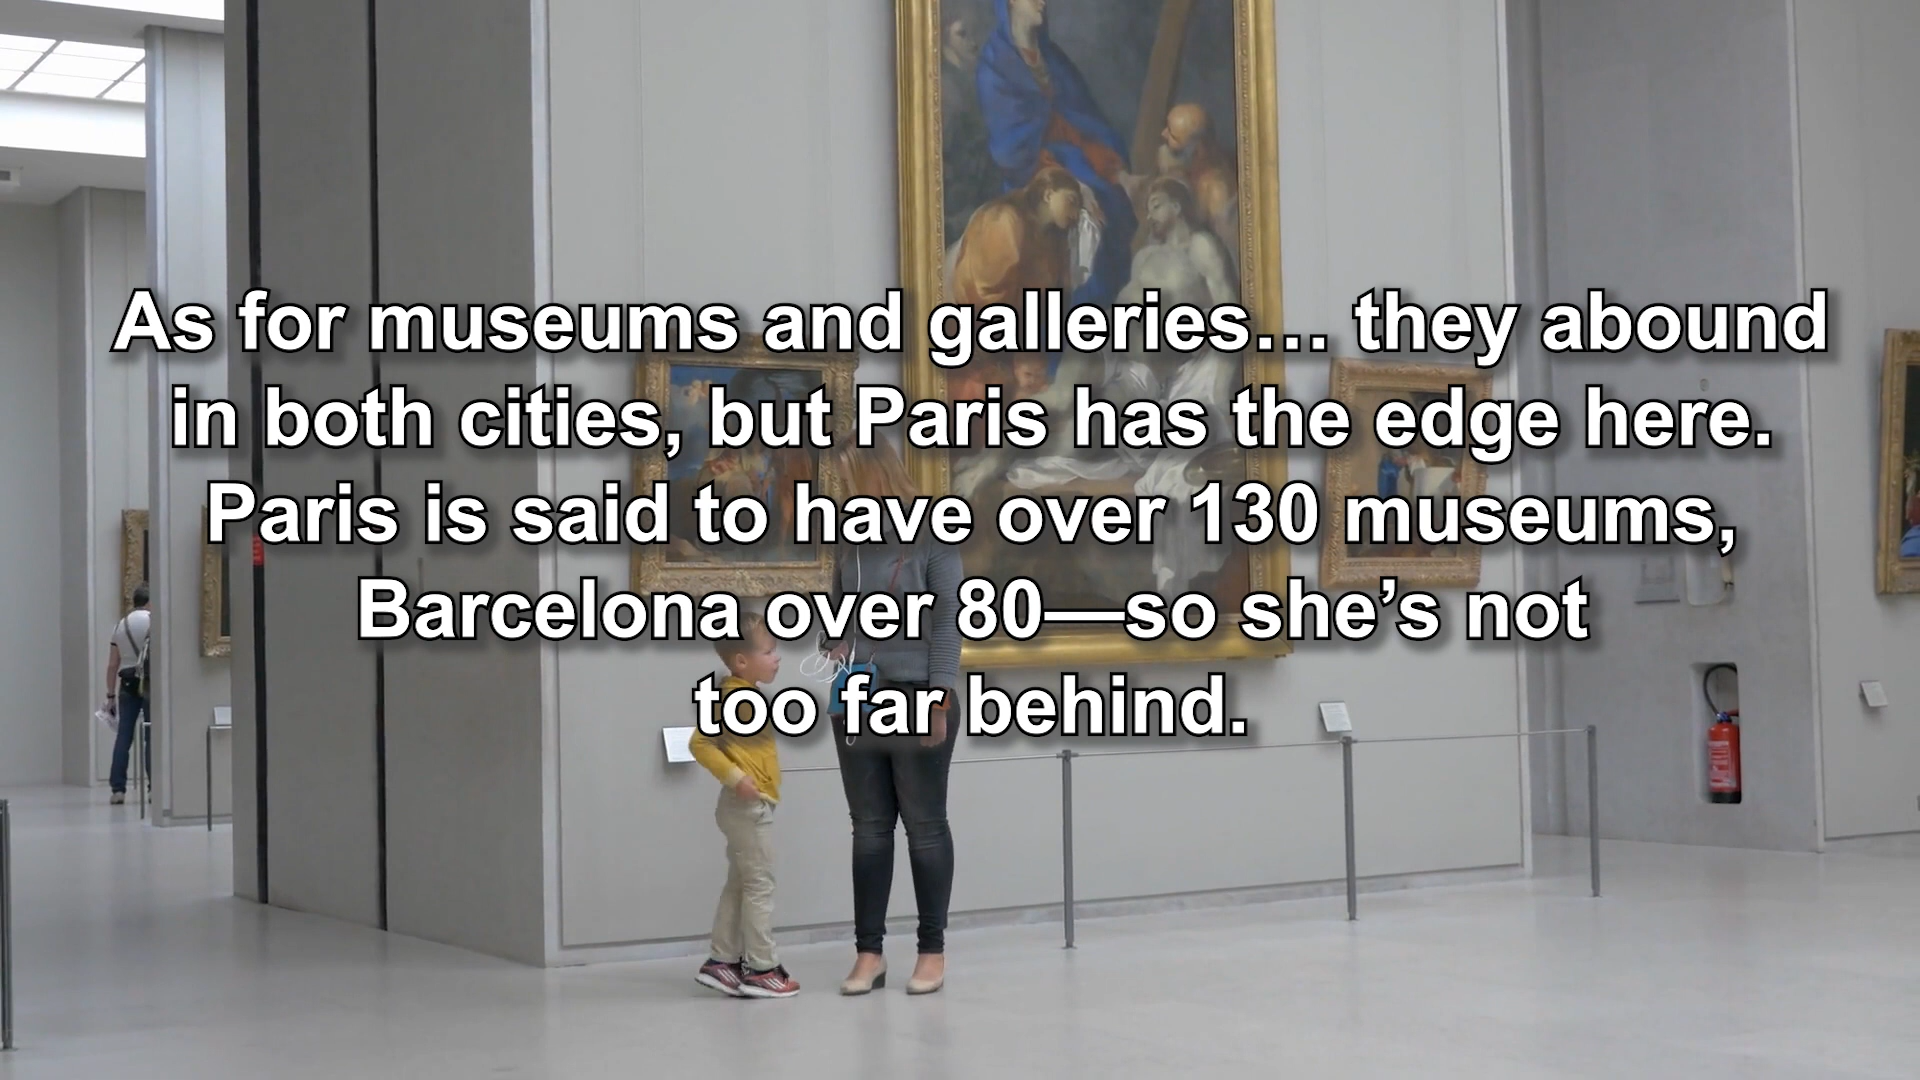 As for museums and galleries… they abound
in both cities, but Paris has the edge here.
Paris is said to have over 130 museums,
Barcelona over 80—so she’s not
too far behind.